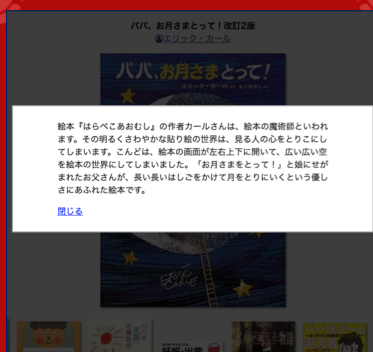 パパ、お月さまとって！改訂2版
エリック・カール
パパ、お月さまとって！
エリック・カール
絵本『はらぺこあおむし』の作者カールさんは、絵本の魔術師といわれ
ます。その明るくさわやかな貼り絵の世界は、見る人の心をとりこにし
てしまいます。こんどは、絵本の画面が左右上下に開いて、広い広い空
を絵本の世界にしてしまいました。「お月さまをとって！」と娘にせが
まれたお父さんが、長い長いはしごをかけて月をとりにいくという優し
さにあふれた絵本です。
閉じる
ERIC
CARLE